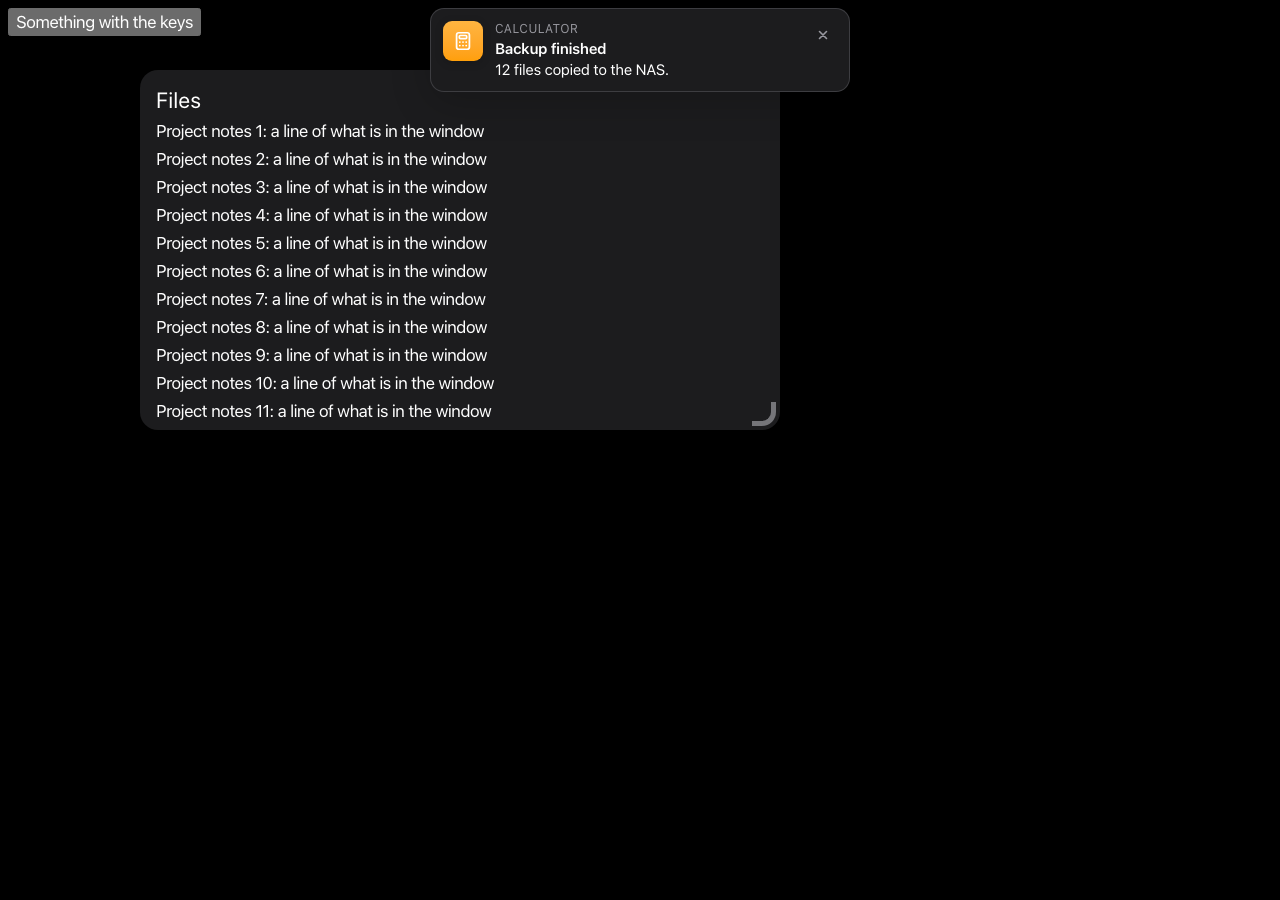 Something with the keys
CALCULATOR
Backup finished
12 files copied to the NAS.
Files
Project notes 1: a line of what is in the window
Project notes 2: a line of what is in the window
Project notes 3: a line of what is in the window
Project notes 4: a line of what is in the window
Project notes 5: a line of what is in the window
Project notes 6: a line of what is in the window
Project notes 7: a line of what is in the window
Project notes 8: a line of what is in the window
Project notes 9: a line of what is in the window
Project notes 10: a line of what is in the window
Project notes 11: a line of what is in the window